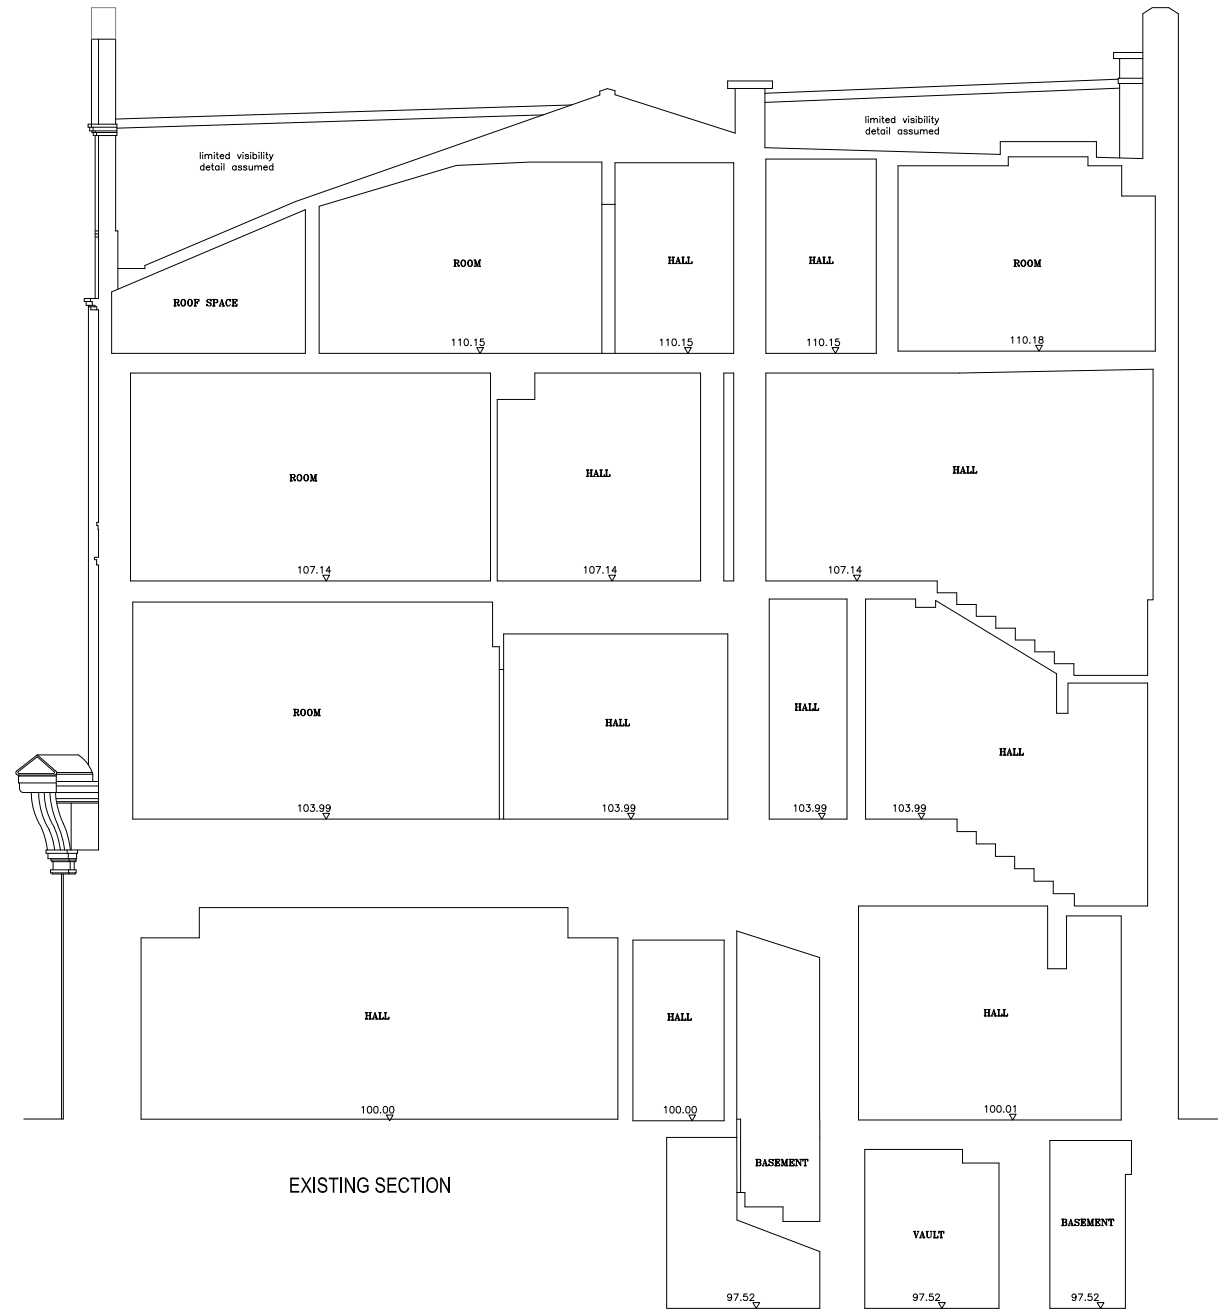 limited visibility
detail assumed
limited visibility
detail assumed
ROOM
HALL
HALL
ROOM
ROOF SPACE
110.15
110.15
110.15
110.18
ROOM
HALL
HALL
107.14
107.14
107.14
ROOM
HALL
HALL
HALL
103.99
103.99
103.99
103.99
HALL
HALL
HALL
100.00
100.00
100.01
EXISTING SECTION
BASEMENT
VAULT
BASEMENT
97.52
97.52
97.52